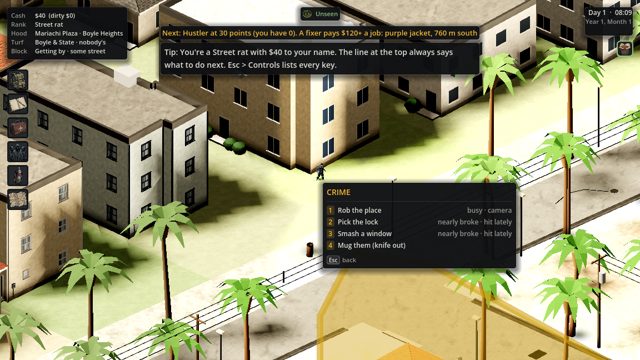 Cash $40 (dirty $0)
Rank Street rat
Hood Mariachi Plaza · Boyle Heights
Turf Boyle & State · nobody's
Block Getting by · some street
Unseen
Day 1 · 08:09
Year 1, Month 1
Next: Hustler at 30 points (you have 0). A fixer pays $120+ a job: purple jacket, 760 m south
Tip: You're a Street rat with $40 to your name. The line at the top always says
what to do next. Esc > Controls lists every key.
CRIME
1 Rob the place busy · camera
2 Pick the lock nearly broke · hit lately
3 Smash a window nearly broke · hit lately
4 Mug them (knife out)
Esc back